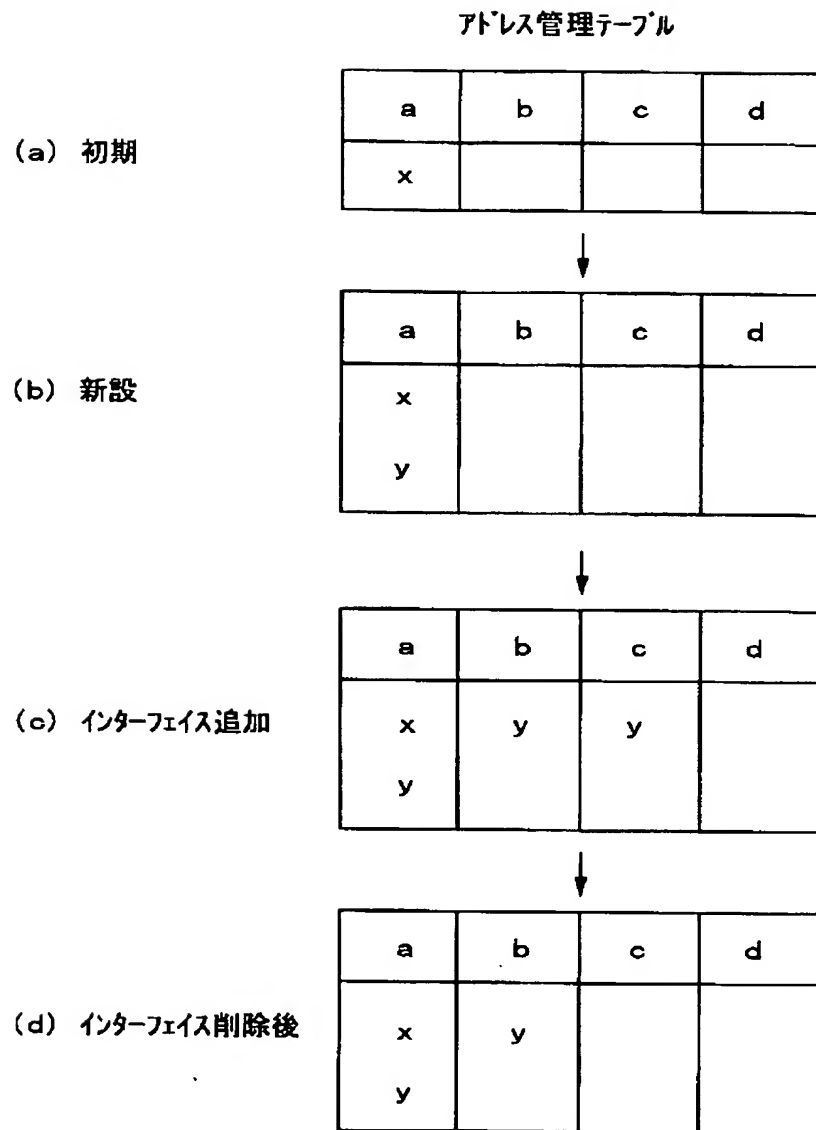 アドレス管理テーブル
a b c d
(a) 初期
x
a b c d
(b) 新設
x
y
a b c d
(c) インターフェイス追加
x y y
y
a b c d
(d) インターフェイス削除後
x y
y